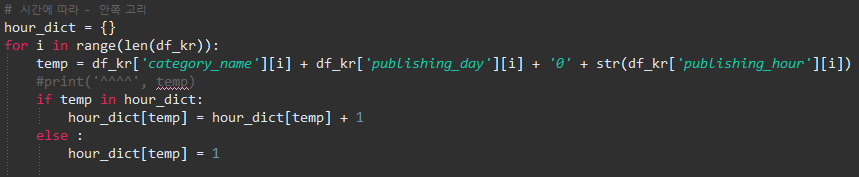 # 시간에 따라 - 안쪽 고리
hour_dict = {}
for i in range(len(df_kr)):
    temp = df_kr['category_name'][i] + df_kr['publishing_day'][i] + '0' + str(df_kr['publishing_hour'][i])
    #print('^^^^', temp)
    if temp in hour_dict:
        hour_dict[temp] = hour_dict[temp] + 1
    else :
        hour_dict[temp] = 1